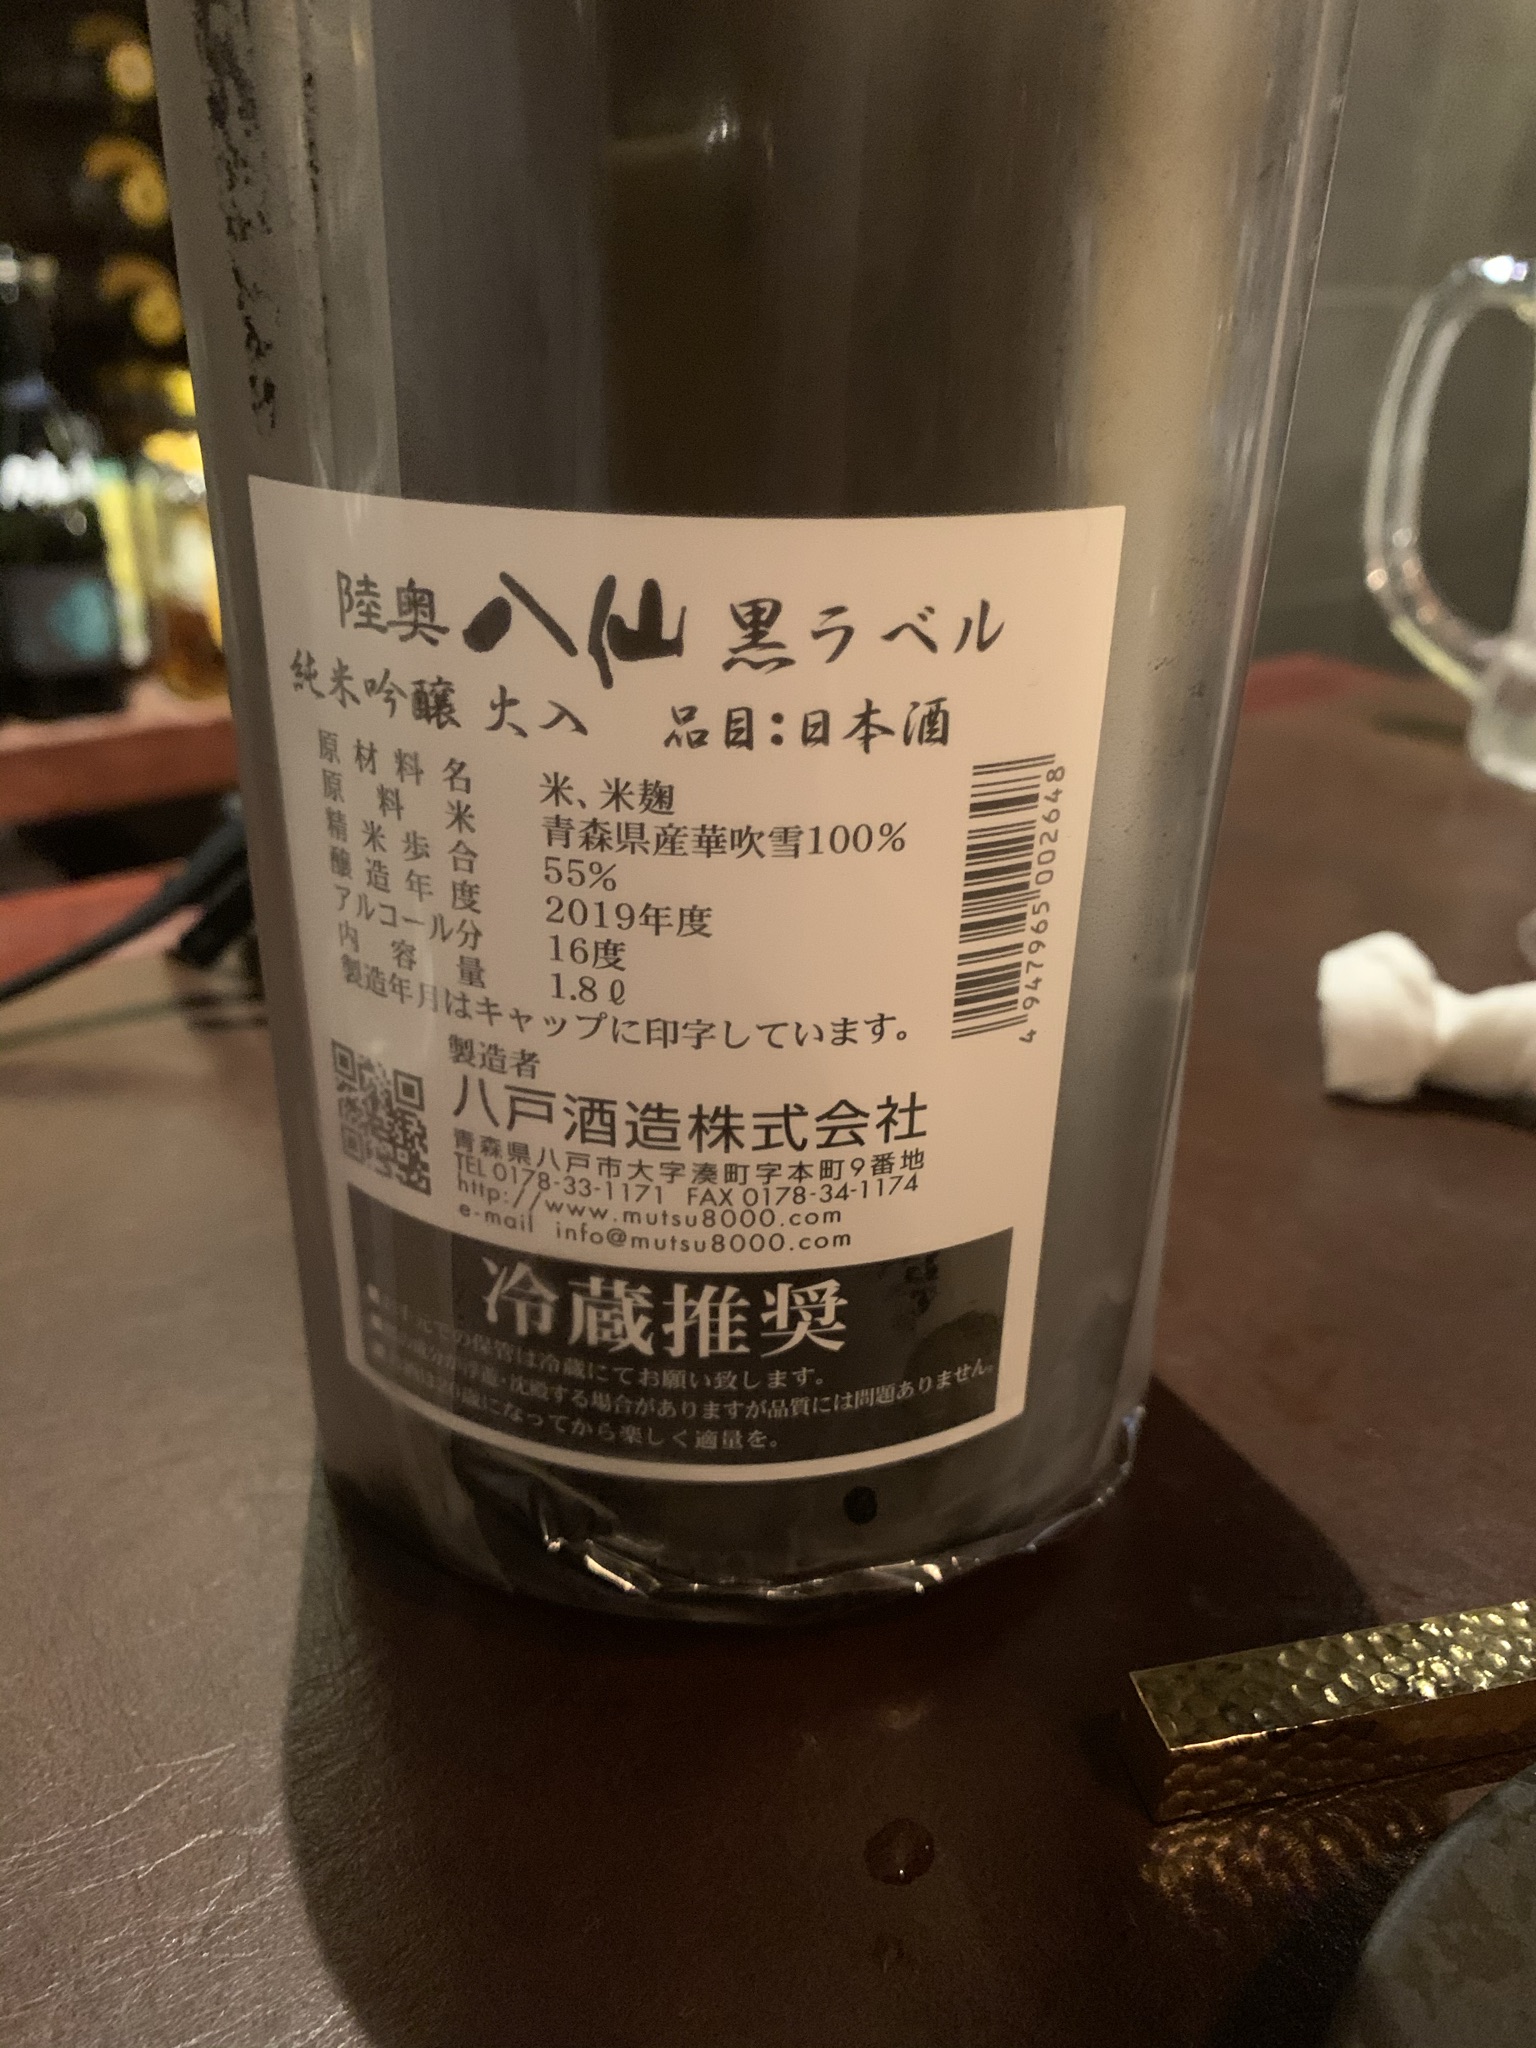 陸奥八仙 黒ラベル
純米吟醸 火入 品目:日本酒
原材料名 米、米麹
原料米 青森県産華吹雪100%
精米歩合 55%
醸造年度 2019年度
アルコール分 16度
内容量 1.8ℓ
製造年月はキャップに印字しています。
4947965002648
製造者
八戸酒造株式会社
青森県八戸市大字湊町字本町9番地
TEL 0178-33-1171 FAX 0178-34-1174
http://www.mutsu8000.com
e-mail info@mutsu8000.com
冷蔵推奨
■お手元での保管は冷蔵にてお願い致します。
成分が浮遊・沈殿する場合がありますが品質には問題ありません。
は20歳になってから楽しく適量を。